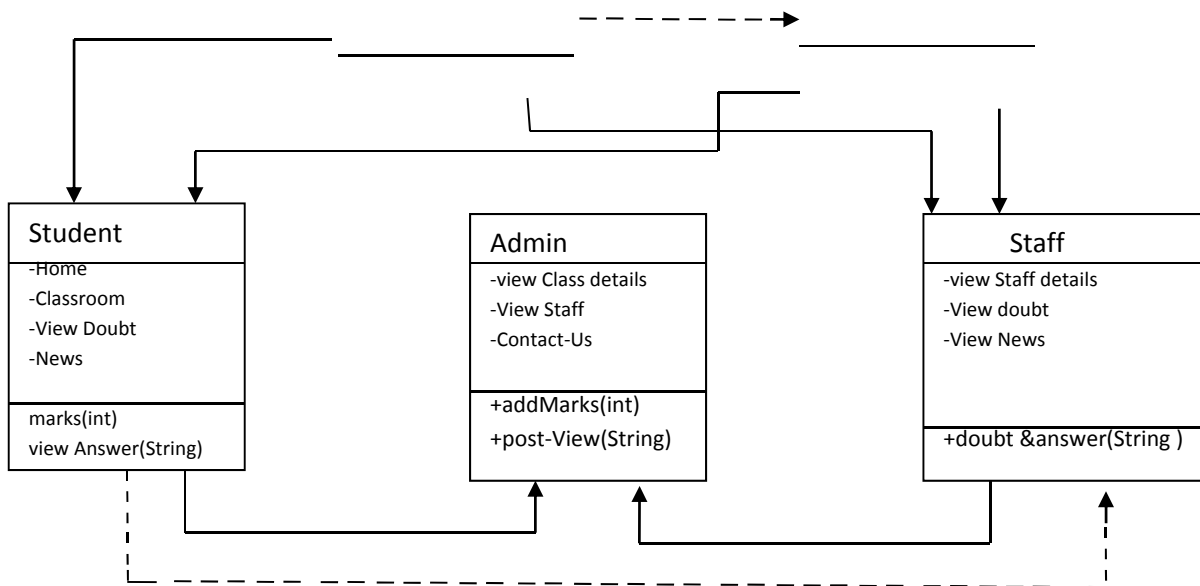 Student
-Home
-Classroom
-View Doubt
-News
marks(int)
view Answer(String)
Admin
-view Class details
-View Staff
-Contact-Us
+addMarks(int)
+post-View(String)
Staff
-view Staff details
-View doubt
-View News
+doubt &answer(String )